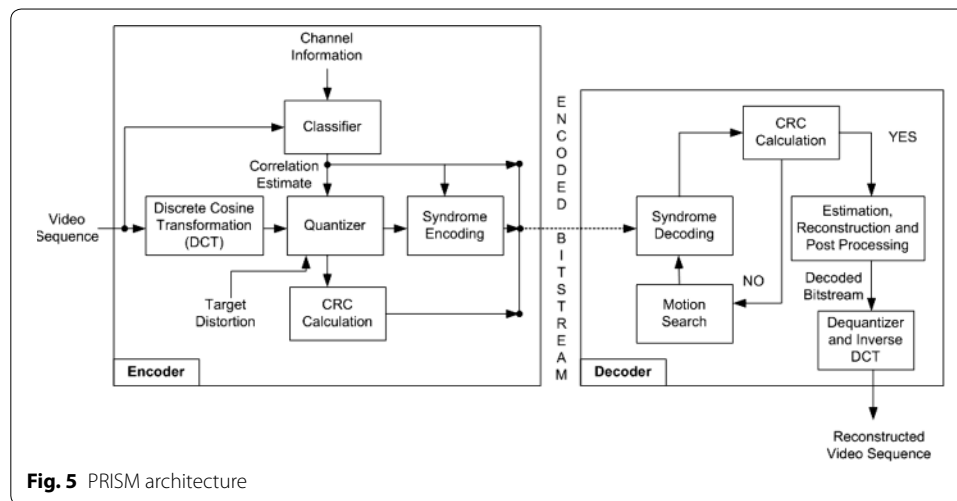 Channel
Information
Classifier
Correlation
Estimate
Video
Sequence
Discrete Cosine
Transformation
(DCT)
Quantizer
Syndrome
Encoding
Target
Distortion
CRC
Calculation
Encoder
ENCODED
BITSTREAM
CRC
Calculation
YES
Syndrome
Decoding
Estimation,
Reconstruction and
Post Processing
NO
Motion
Search
Decoded
Bitstream
Dequantizer
and Inverse
DCT
Decoder
Reconstructed
Video Sequence
Fig. 5 PRISM architecture